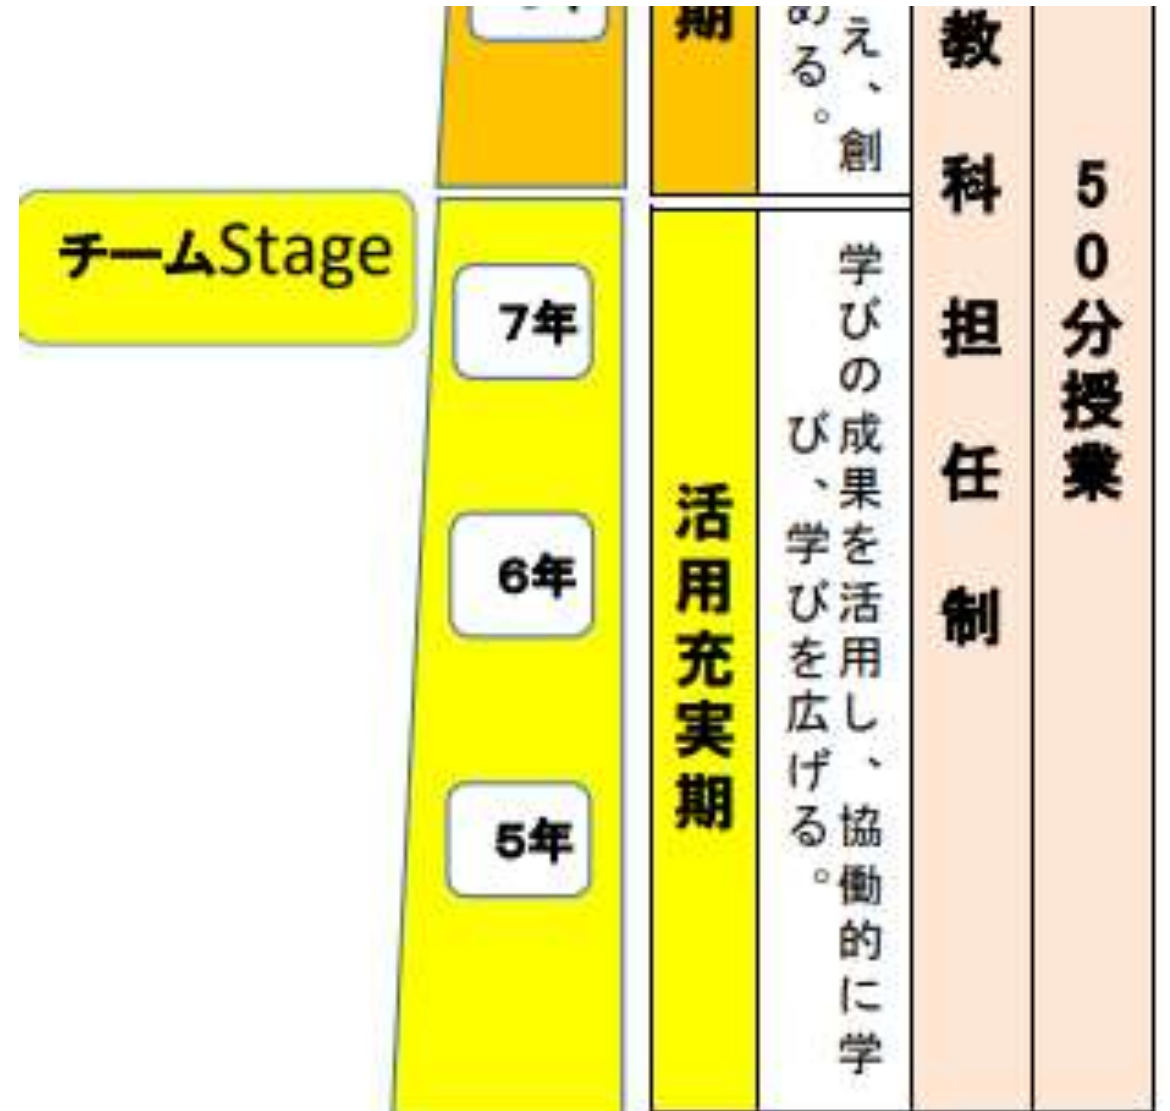 チームStage
7年
6年
5年
期
え、創
める。
活用充実期
学びの成果を活用し、協働的に学
び、学びを広げる。
教科担任制
50分授業